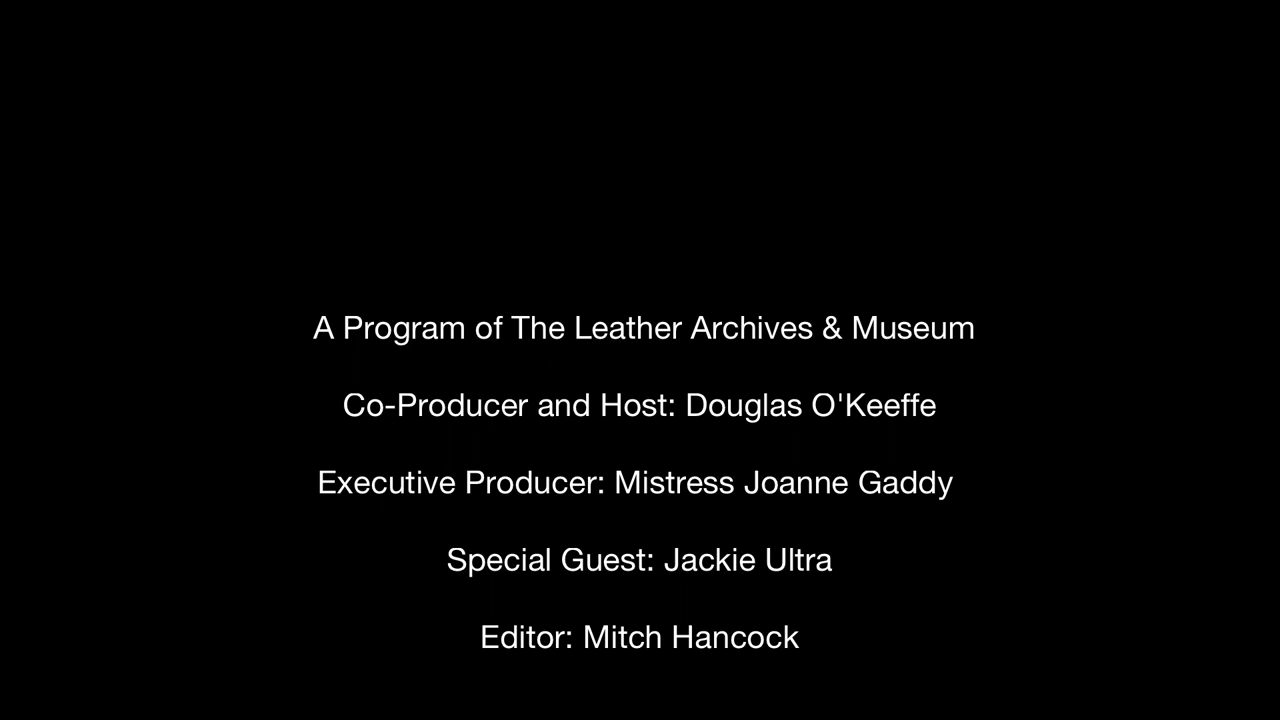 A Program of The Leather Archives & Museum
Co-Producer and Host: Douglas O'Keeffe
Executive Producer: Mistress Joanne Gaddy
Special Guest: Jackie Ultra
Editor: Mitch Hancock